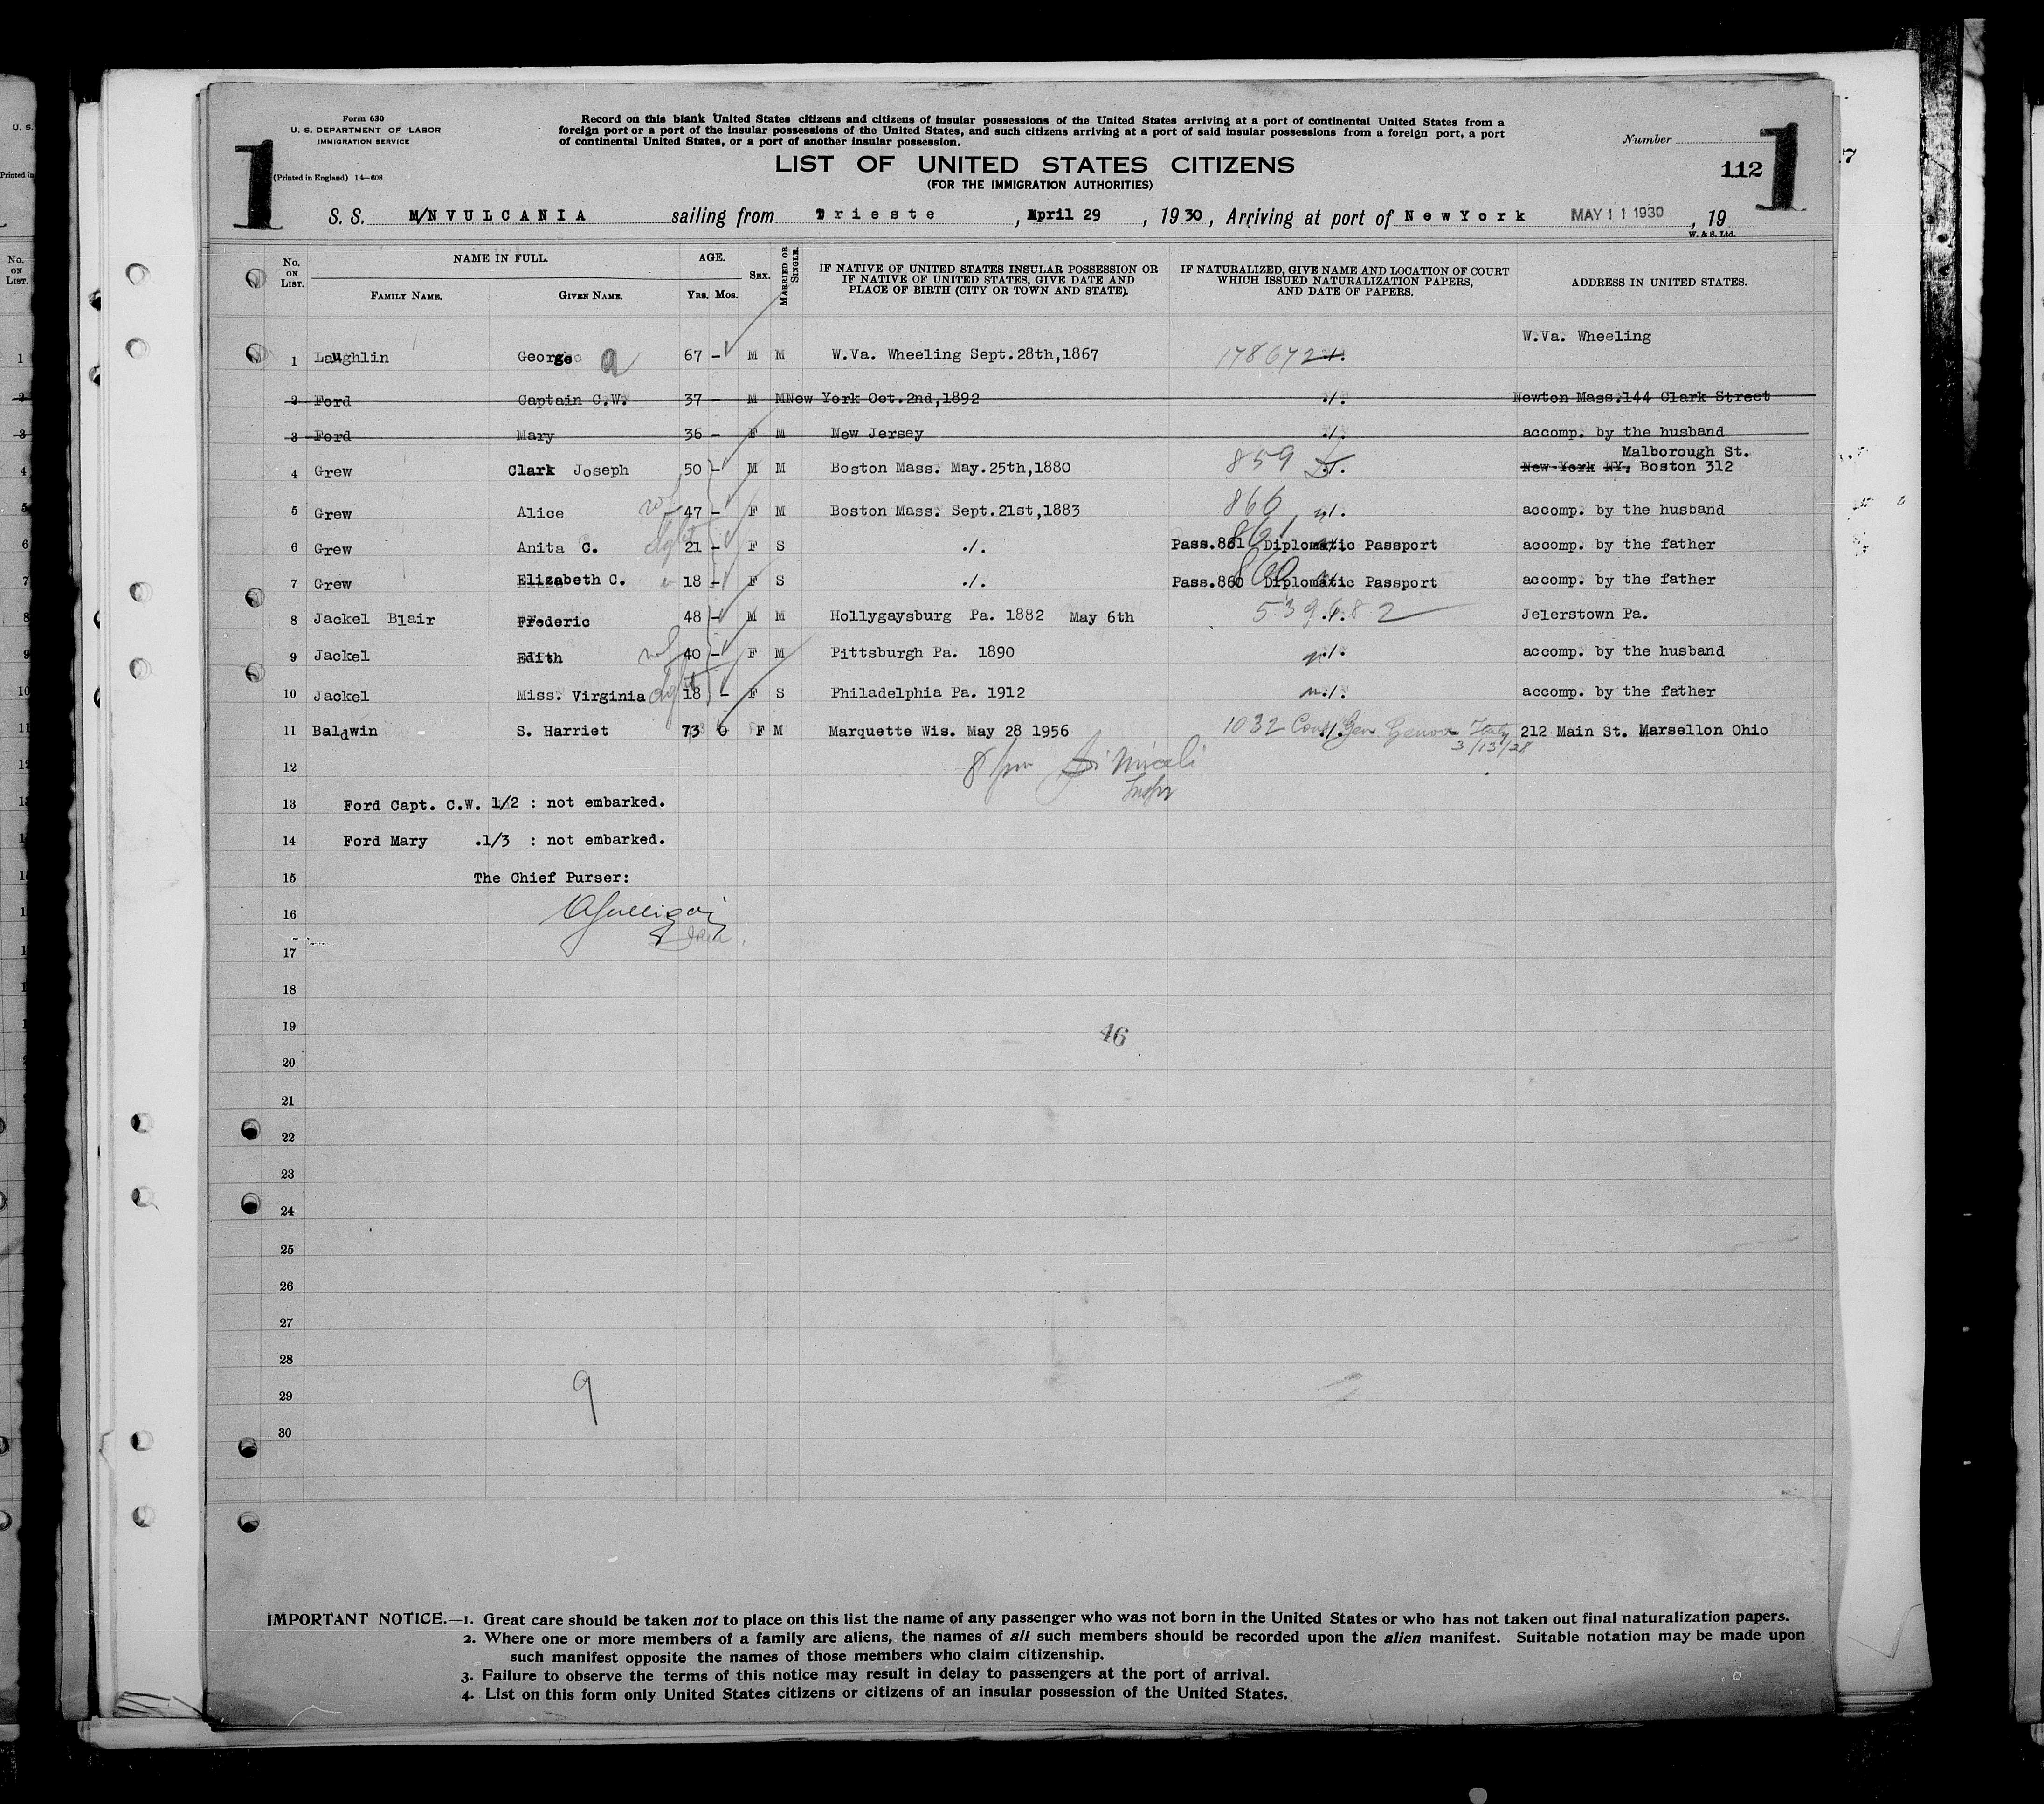 Form 630
U. S. DEPARTMENT OF LABOR
IMMIGRATION SERVICE
(Printed in England) 14—608
1
Record on this blank United States citizens and citizens of insular possessions of the United States arriving at a port of continental United States from a
foreign port or a port of the insular possessions of the United States, and such citizens arriving at a port of said insular possessions from a foreign port, a port
of continental United States, or a port of another insular possession.
LIST OF UNITED STATES CITIZENS
(FOR THE IMMIGRATION AUTHORITIES)
Number
112
1
S. S. M/N VULCANIA sailing from Trieste, April 29, 1930, Arriving at port of New York MAY 11 1930, 19
W. & S. Ltd.
No. ON LIST. NAME IN FULL. AGE. SEX. MARRIED OR SINGLE. IF NATIVE OF UNITED STATES INSULAR POSSESSION OR IF NATIVE OF UNITED STATES, GIVE DATE AND PLACE OF BIRTH (CITY OR TOWN AND STATE). IF NATURALIZED, GIVE NAME AND LOCATION OF COURT WHICH ISSUED NATURALIZATION PAPERS, AND DATE OF PAPERS. ADDRESS IN UNITED STATES.
FAMILY NAME. GIVEN NAME. YRS. MOS.
W.Va. Wheeling
1 Laughlin George a 67 - M M W.Va. Wheeling Sept.28th,1867 178672 ./.
2 Ford Captain C.W. 37 - M M New York Oct.2nd,1892 ./. Newton Mass.144 Clark Street
3 Ford Mary 36 - F M New Jersey ./. accomp. by the husband
Malborough St.
4 Grew Clark Joseph 50 - M M Boston Mass. May.25th,1880 859 ./. New York NY, Boston 312
5 Grew Alice wf 47 - F M Boston Mass. Sept.21st,1883 860 ./. accomp. by the husband
6 Grew Anita C. dght 21 - F S ./. Pass.861 861 Diplomatic Passport accomp. by the father
7 Grew Elizabeth C. " 18 - F S ./. Pass.860 860 Diplomatic Passport accomp. by the father
8 Jackel Blair Frederic 48 - M M Hollygaysburg Pa. 1882 May 6th 539682 ./. Jelerstown Pa.
9 Jackel Edith wf 40 - F M Pittsburgh Pa. 1890 ./. accomp. by the husband
10 Jackel Miss. Virginia dght 18 - F S Philadelphia Pa. 1912 ./. accomp. by the father
11 Baldwin S. Harriet 73 0 F M Marquette Wis. May 28 1956 1032 Cons Gen Genova Italy 3/13/28 ./. 212 Main St. Marsellon Ohio
12 8 pm Di Miceli
Inspr
13 Ford Capt. C.W. 1/2 : not embarked.
14 Ford Mary .1/3 : not embarked.
15 The Chief Purser:
16
17
18
19
46
20
21
22
23
24
25
26
27
28
29
9
30
IMPORTANT NOTICE.—1. Great care should be taken not to place on this list the name of any passenger who was not born in the United States or who has not taken out final naturalization papers.
2. Where one or more members of a family are aliens, the names of all such members should be recorded upon the alien manifest. Suitable notation may be made upon
such manifest opposite the names of those members who claim citizenship.
3. Failure to observe the terms of this notice may result in delay to passengers at the port of arrival.
4. List on this form only United States citizens or citizens of an insular possession of the United States.